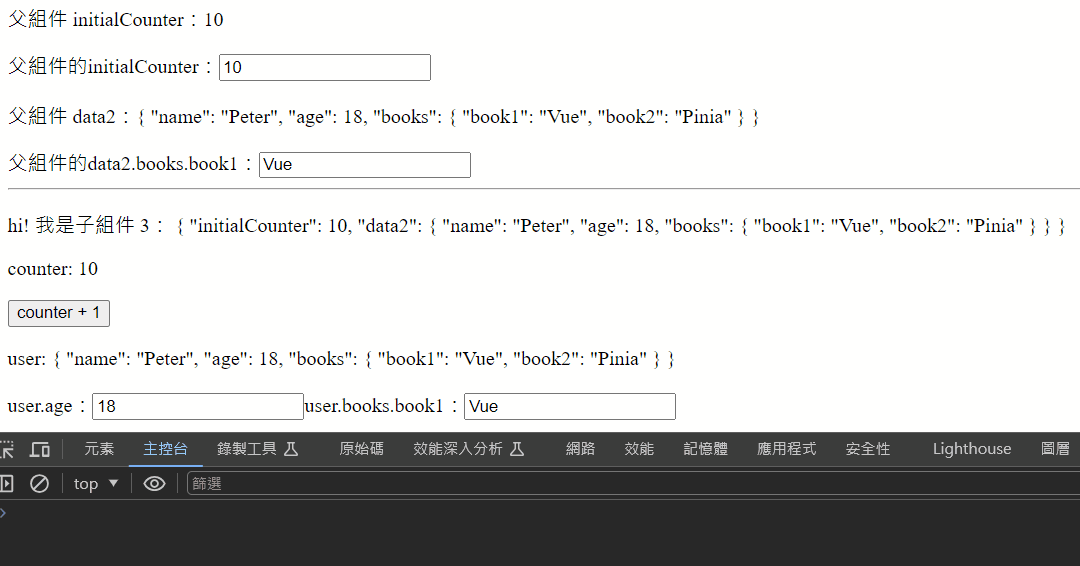 父組件 initialCounter：10
父組件的initialCounter： 10
父組件 data2：{ "name": "Peter", "age": 18, "books": { "book1": "Vue", "book2": "Pinia" } }
父組件的data2.books.book1： Vue
hi! 我是子組件 3： { "initialCounter": 10, "data2": { "name": "Peter", "age": 18, "books": { "book1": "Vue", "book2": "Pinia" } } }
counter: 10
counter + 1
user: { "name": "Peter", "age": 18, "books": { "book1": "Vue", "book2": "Pinia" } }
user.age： 18 user.books.book1： Vue
元素 主控台 錄製工具 原始碼 效能深入分析 網路 效能 記憶體 應用程式 安全性 Lighthouse 圖層
top 篩選